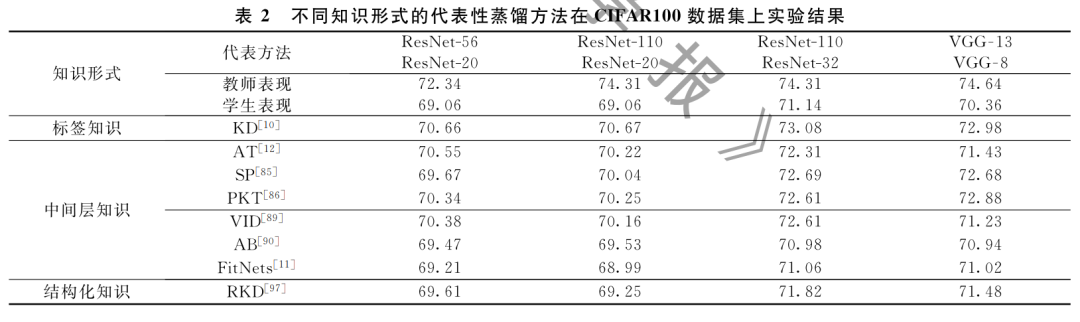 表 2 不同知识形式的代表性蒸馏方法在 CIFAR100 数据集上实验结果
知识形式 代表方法 ResNet-56 ResNet-110 ResNet-110 VGG-13
ResNet-20 ResNet-20 ResNet-32 VGG-8
教师表现 72.34 74.31 74.31 74.64
学生表现 69.06 69.06 71.14 70.36
标签知识 KD[10] 70.66 70.67 73.08 72.98
中间层知识 AT[12] 70.55 70.22 72.31 71.43
SP[85] 69.67 70.04 72.69 72.68
PKT[86] 70.34 70.25 72.61 72.88
VID[89] 70.38 70.16 72.61 71.23
AB[90] 69.47 69.53 70.98 70.94
FitNets[11] 69.21 68.99 71.06 71.02
结构化知识 RKD[97] 69.61 69.25 71.82 71.48
报》